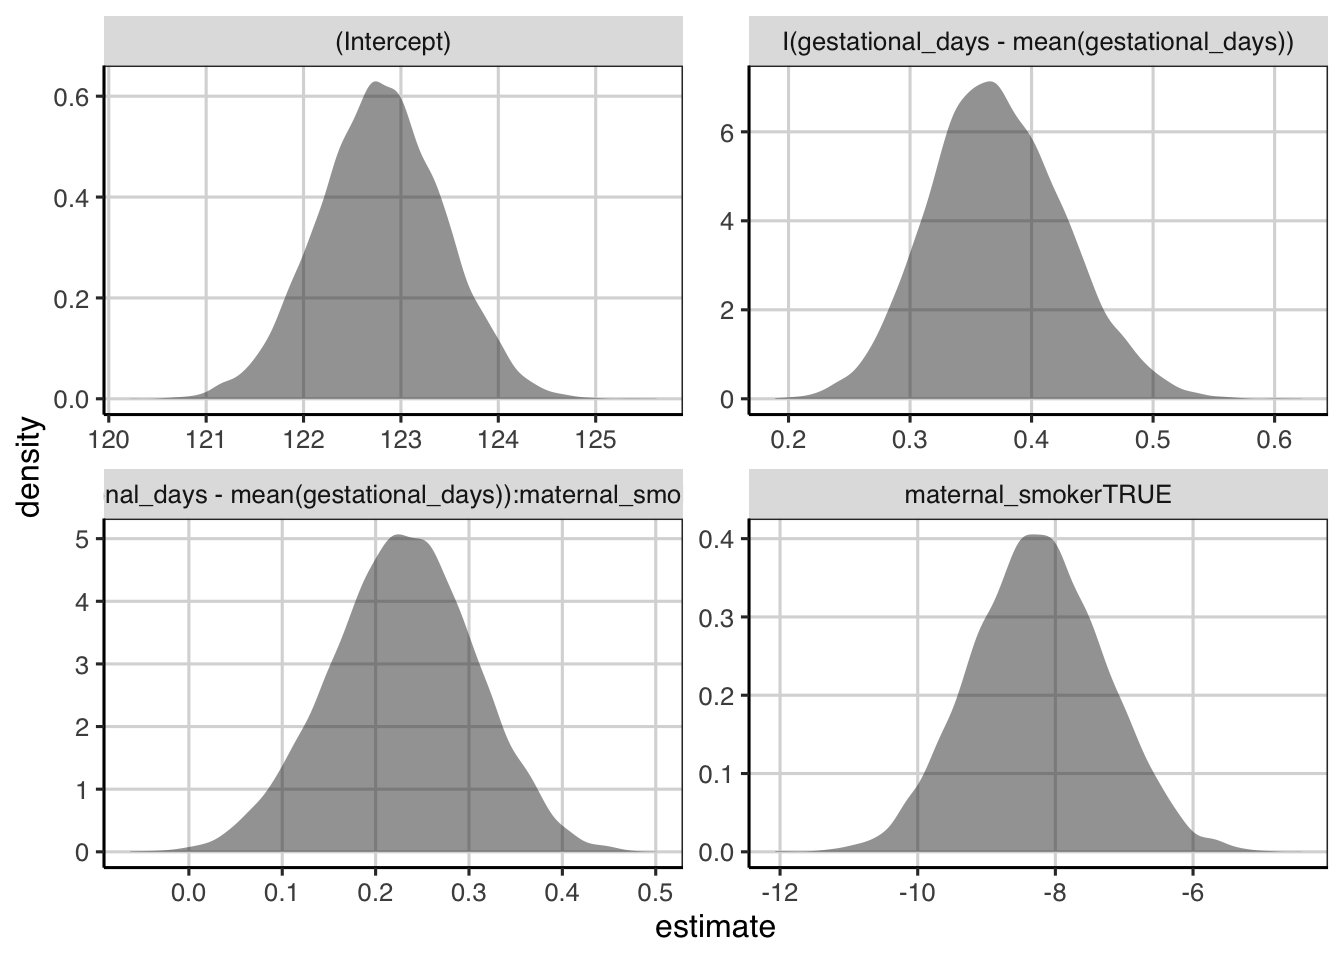 (Intercept)
I(gestational_days - mean(gestational_days))
0.6
0.4
0.2
0.0
120 121 122 123 124 125
6
4
2
0
0.2 0.3 0.4 0.5 0.6
density
nal_days - mean(gestational_days)):maternal_smo
maternal_smokerTRUE
5
4
3
2
1
0
0.0 0.1 0.2 0.3 0.4 0.5
0.4
0.3
0.2
0.1
0.0
-12 -10 -8 -6
estimate